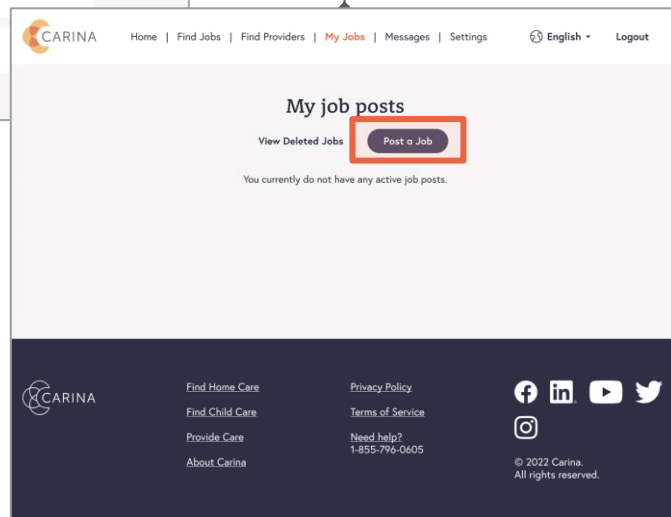 CARINA
Home | Find Jobs | Find Providers | My Jobs | Messages | Settings
English
Logout
My job posts
View Deleted Jobs
Post a Job
You currently do not have any active job posts.
CARINA
Find Home Care
Find Child Care
Provide Care
About Carina
Privacy Policy
Terms of Service
Need help?
1-855-796-0605
in
© 2022 Carina.
All rights reserved.